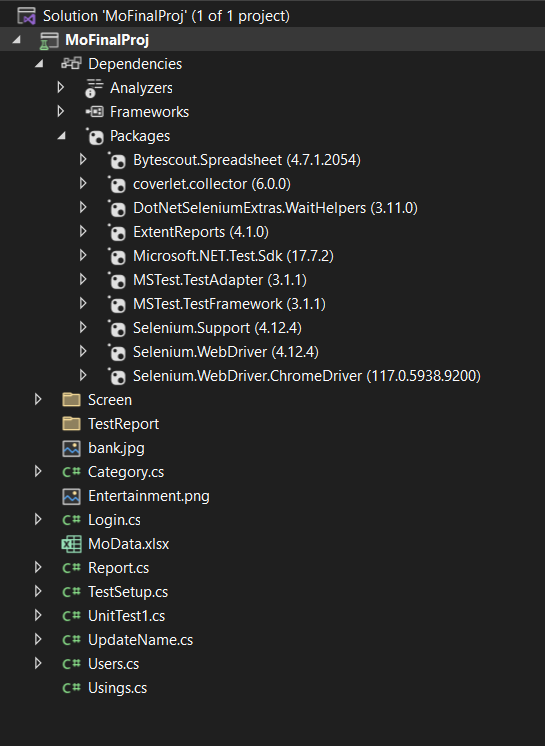 Solution 'MoFinalProj' (1 of 1 project)
MoFinalProj
Dependencies
Analyzers
Frameworks
Packages
Bytescout.Spreadsheet (4.7.1.2054)
coverlet.collector (6.0.0)
DotNetSeleniumExtras.WaitHelpers (3.11.0)
ExtentReports (4.1.0)
Microsoft.NET.Test.Sdk (17.7.2)
MSTest.TestAdapter (3.1.1)
MSTest.TestFramework (3.1.1)
Selenium.Support (4.12.4)
Selenium.WebDriver (4.12.4)
Selenium.WebDriver.ChromeDriver (117.0.5938.9200)
Screen
TestReport
bank.jpg
C# Category.cs
Entertainment.png
C# Login.cs
MoData.xlsx
C# Report.cs
C# TestSetup.cs
C# UnitTest1.cs
C# UpdateName.cs
C# Users.cs
C# Usings.cs